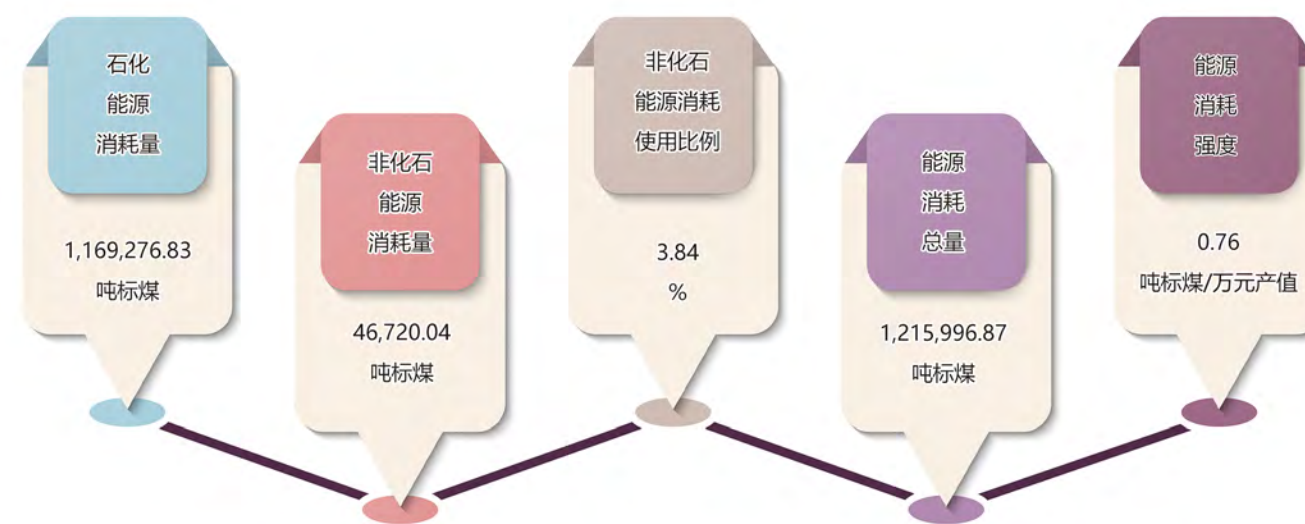 石化
能源
消耗量
1,169,276.83
吨标煤
非化石
能源
消耗量
46,720.04
吨标煤
非化石
能源消耗
使用比例
3.84
%
能源
消耗
总量
1,215,996.87
吨标煤
能源
消耗
强度
0.76
吨标煤/万元产值